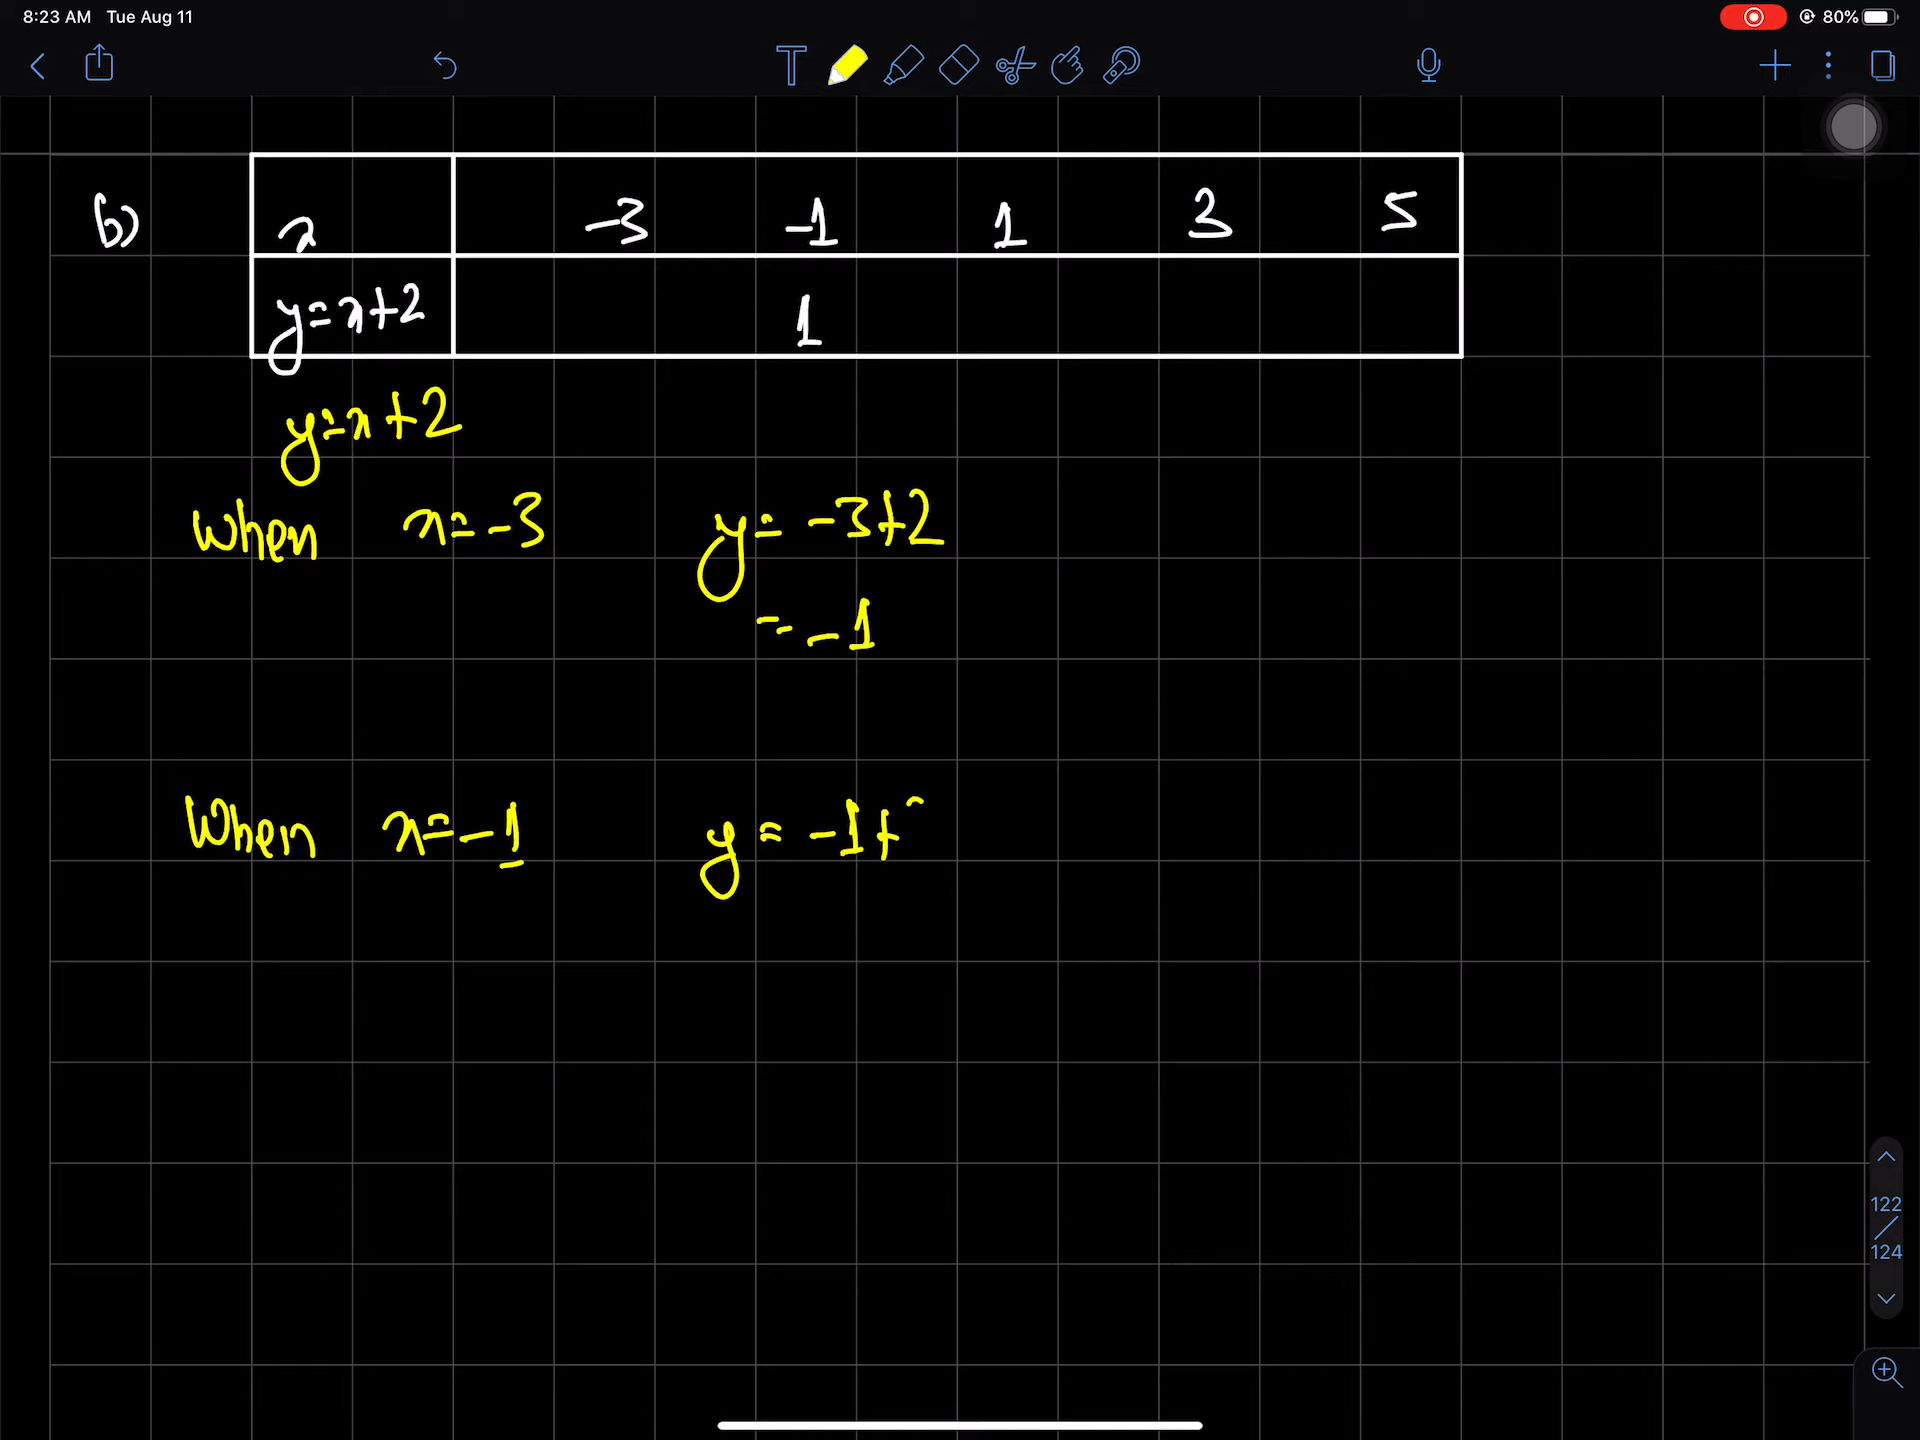 8:23 AM Tue Aug 11
80%
T
b)
x -3 -1 1 3 5
y=x+2 1
y=x+2
When x=-3 y= -3+2
= -1
When x=-1 y= -1+
122
124